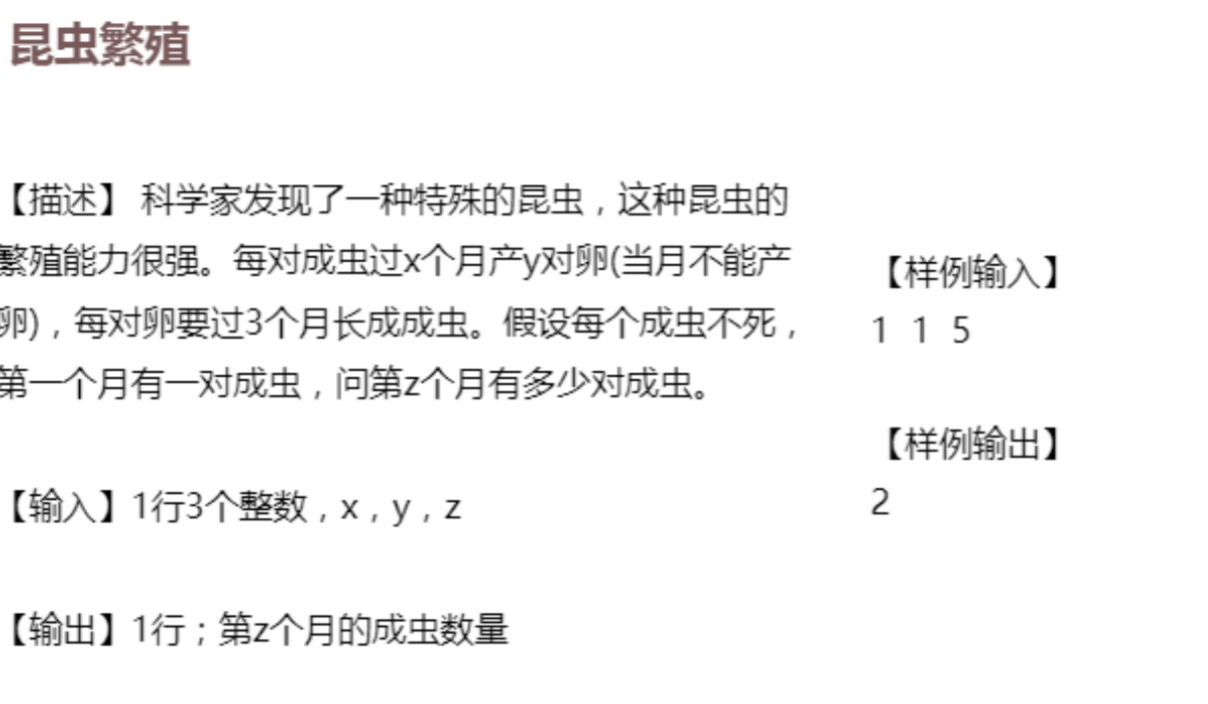 昆虫繁殖
【描述】 科学家发现了一种特殊的昆虫，这种昆虫的
繁殖能力很强。每对成虫过x个月产y对卵(当月不能产
卵)，每对卵要过3个月长成成虫。假设每个成虫不死，
第一个月有一对成虫，问第z个月有多少对成虫。
【输入】1行3个整数，x，y，z
【输出】1行；第z个月的成虫数量
【样例输入】
1 1 5
【样例输出】
2